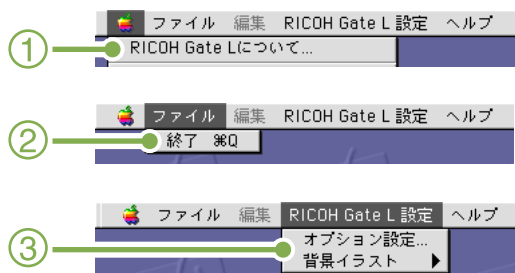 ファイル 編集 RICOH Gate L 設定 ヘルプ
① RICOH Gate Lについて...
ファイル 編集 RICOH Gate L 設定 ヘルプ
② 終了 ⌘Q
ファイル 編集 RICOH Gate L 設定 ヘルプ
③ オプション設定...
背景イラスト ▶